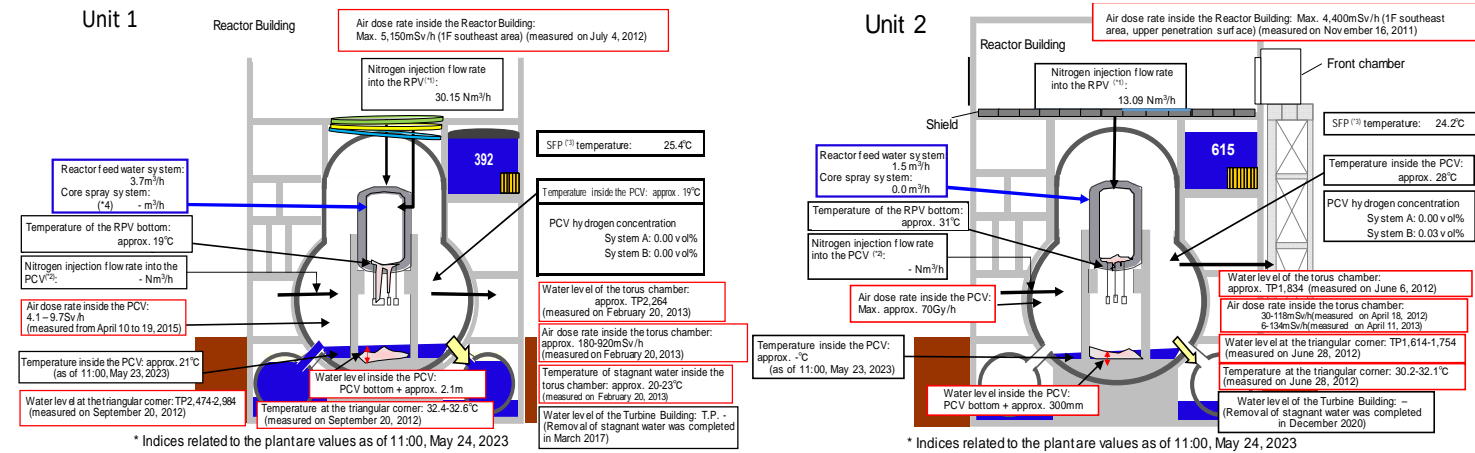 Unit 1
Reactor Building
Air dose rate inside the Reactor Building:
Max. 5,150mSv/h (1F southeast area) (measured on July 4, 2012)
Nitrogen injection flow rate
into the RPV(*1):
30.15 Nm3/h
392
SFP (*3) temperature: 25.4℃
Reactor feed water system:
3.7m3/h
Core spray system:
(*4) - m3/h
Temperature inside the PCV: approx. 19℃
PCV hydrogen concentration
System A: 0.00 vol%
System B: 0.00 vol%
Temperature of the RPV bottom:
approx. 19℃
Nitrogen injection flow rate into the
PCV(*2): - Nm3/h
Air dose rate inside the PCV:
4.1 – 9.7Sv/h
(measured from April 10 to 19, 2015)
Water level of the torus chamber:
approx. TP2,264
(measured on February 20, 2013)
Air dose rate inside the torus chamber:
approx. 180-920mSv/h
(measured on February 20, 2013)
Temperature inside the PCV: approx. 21℃
(as of 11:00, May 23, 2023)
Temperature of stagnant water inside the
torus chamber: approx. 20-23℃
(measured on February 20, 2013)
Water level inside the PCV:
PCV bottom + approx. 2.1m
Water level at the triangular corner: TP2,474-2,984
(measured on September 20, 2012)
Temperature at the triangular corner: 32.4-32.6℃
(measured on September 20, 2012)
Water level of the Turbine Building: T.P. -
(Removal of stagnant water was completed
in March 2017)
* Indices related to the plant are values as of 11:00, May 24, 2023
Unit 2
Reactor Building
Air dose rate inside the Reactor Building: Max. 4,400mSv/h (1F southeast
area, upper penetration surface) (measured on November 16, 2011)
Front chamber
Nitrogen injection flow rate
into the RPV (*1):
13.09 Nm3/h
Shield
615
SFP (*3) temperature: 24.2℃
Reactor feed water system:
1.5 m3/h
Core spray system:
0.0 m3/h
Temperature inside the PCV:
approx. 28℃
PCV hydrogen concentration
System A: 0.00 vol%
System B: 0.03 vol%
Temperature of the RPV bottom:
approx. 31℃
Nitrogen injection flow rate
into the PCV (*2):
- Nm3/h
Air dose rate inside the PCV:
Max. approx. 70Gy/h
Water level of the torus chamber:
approx. TP1,834 (measured on June 6, 2012)
Air dose rate inside the torus chamber:
30-118mSv/h(measured on April 18, 2012)
6-134mSv/h(measured on April 11, 2013)
Temperature inside the PCV:
approx. -℃
(as of 11:00, May 23, 2023)
Water level at the triangular corner: TP1,614-1,754
(measured on June 28, 2012)
Temperature at the triangular corner: 30.2-32.1℃
(measured on June 28, 2012)
Water level inside the PCV:
PCV bottom + approx. 300mm
Water level of the Turbine Building: –
(Removal of stagnant water was completed
in December 2020)
* Indices related to the plant are values as of 11:00, May 24, 2023